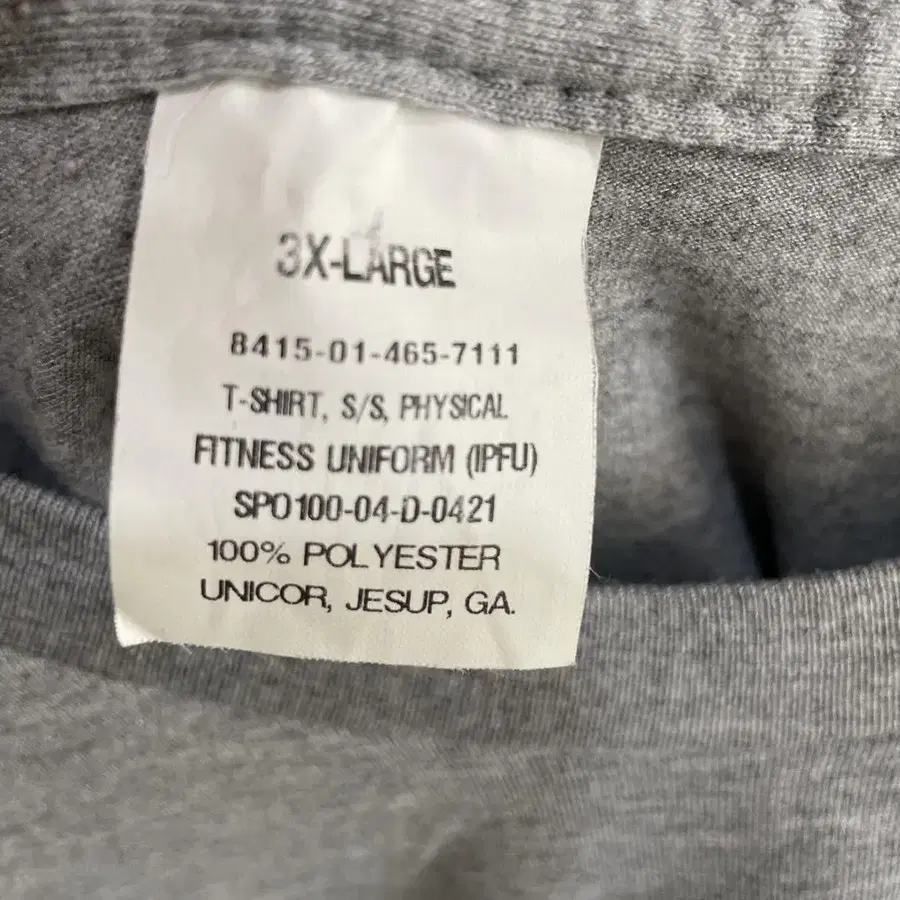 3X-LARGE
8415-01-465-7111
T-SHIRT, S/S, PHYSICAL
FITNESS UNIFORM (IPFU)
SPO100-04-D-0421
100% POLYESTER
UNICOR, JESUP, GA.